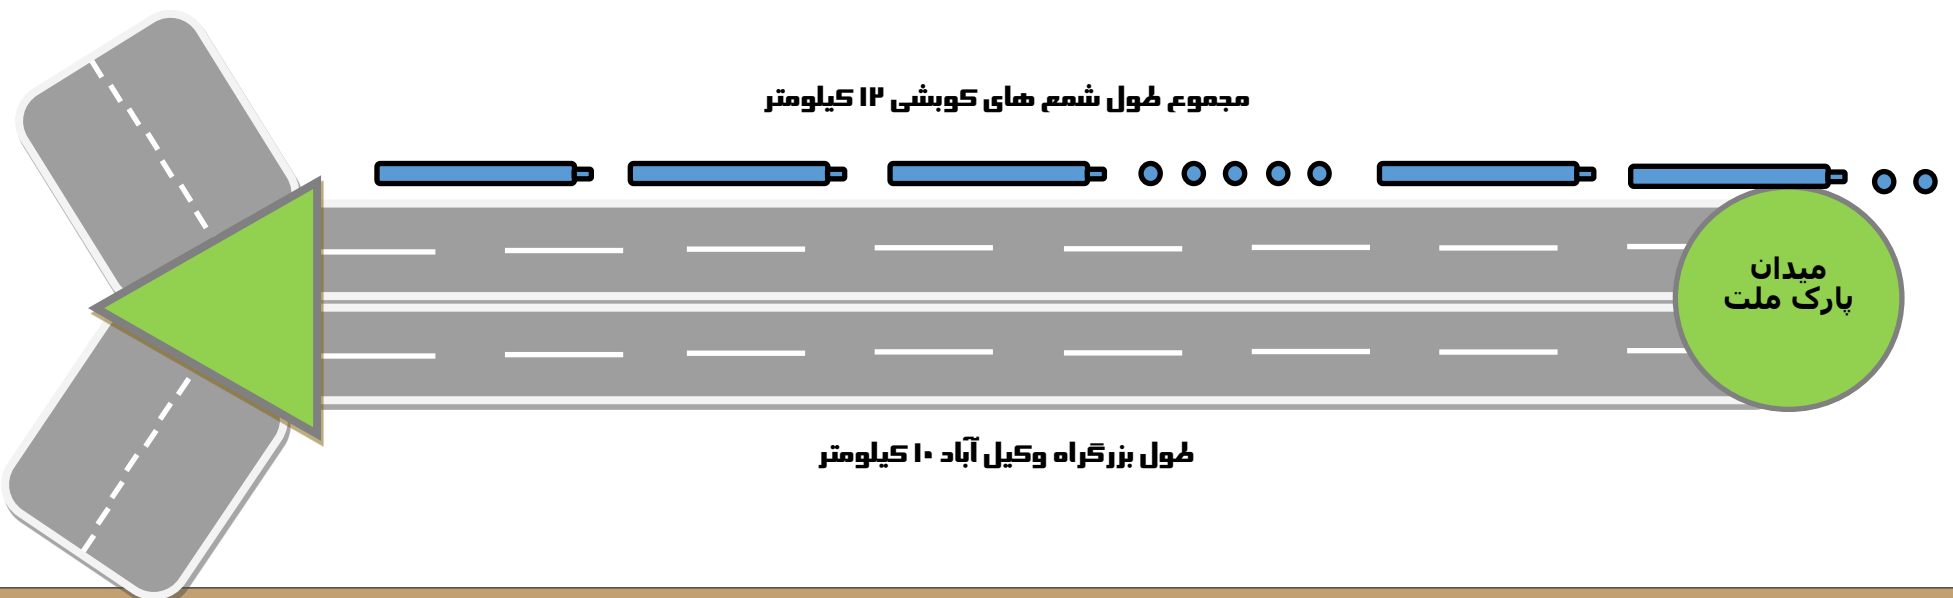 مجموع طول شمع های کوبشی ۱۲ کیلومتر
میدان
پارک ملت
طول بزرگراه وکیل آباد ۱۰ کیلومتر